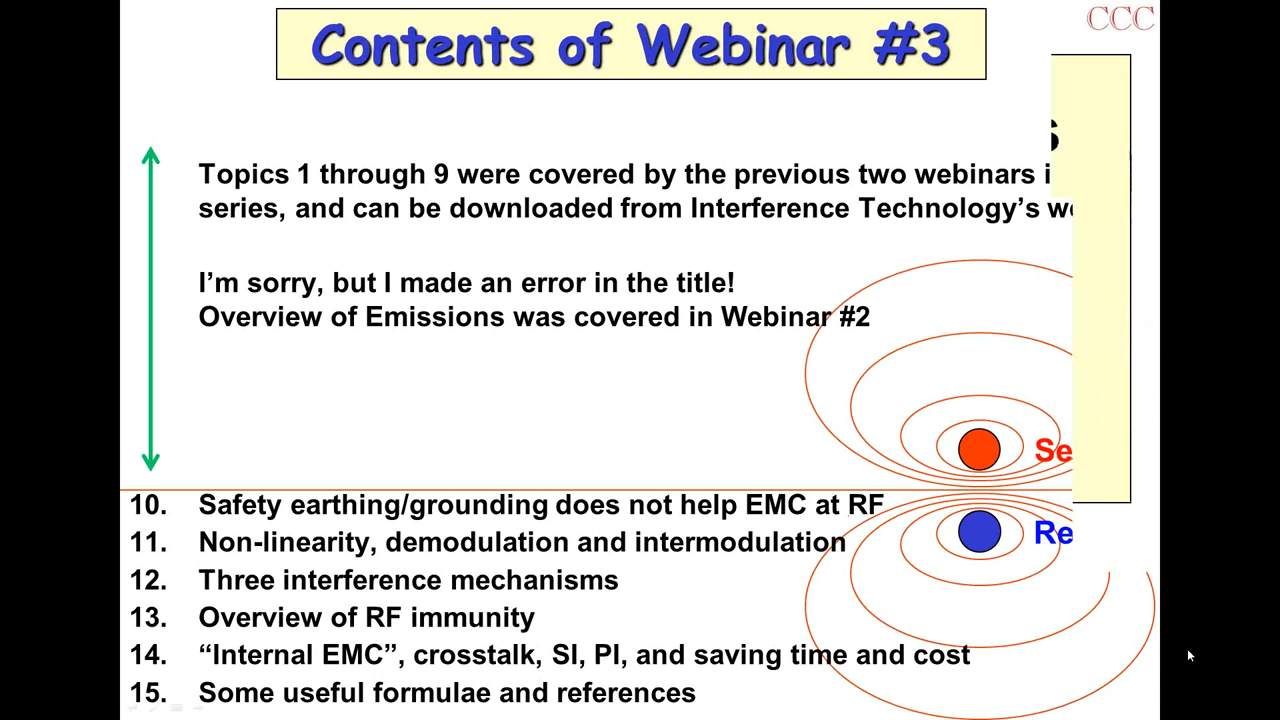 Contents of Webinar #3
CCC
Topics 1 through 9 were covered by the previous two webinars
series, and can be downloaded from Interference Technology’s
I’m sorry, but I made an error in the title!
Overview of Emissions was covered in Webinar #2
10. Safety earthing/grounding does not help EMC at RF
11. Non-linearity, demodulation and intermodulation
12. Three interference mechanisms
13. Overview of RF immunity
14. “Internal EMC”, crosstalk, SI, PI, and saving time and cost
15. Some useful formulae and references